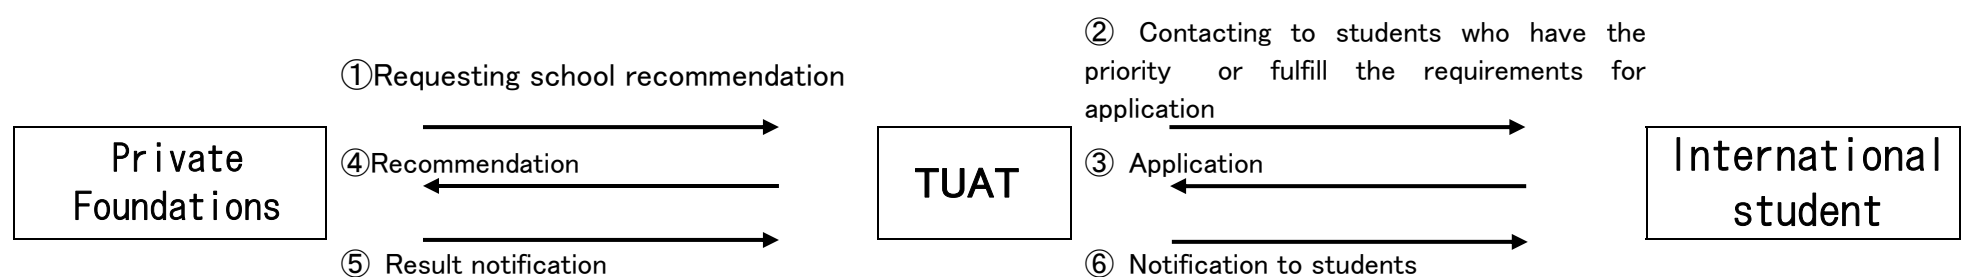 ② Contacting to students who have the
priority or fulfill the requirements for
application
①Requesting school recommendation
Private
Foundations
④Recommendation
TUAT
③ Application
International
student
⑤ Result notification
⑥ Notification to students